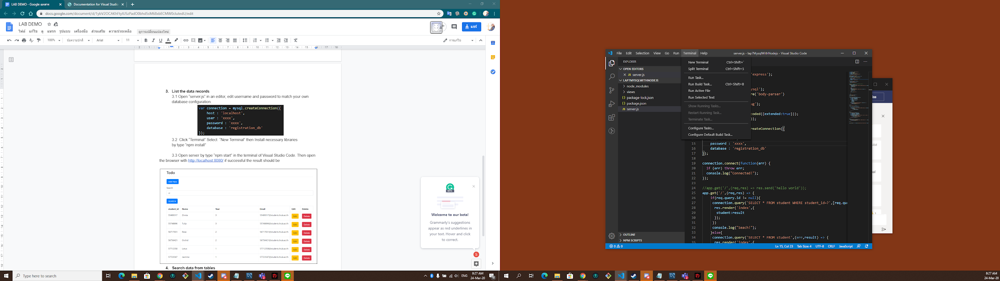 LAB DEMO - Google เอกสาร
Documentation for Visual Studio
docs.google.com/document/d/1ybV2OCAKhFtyIU5zPadO0bhd5sM68xbECMW0clutedU/edit
LAB DEMO
ไฟล์ แก้ไข ดู แทรก รูปแบบ เครื่องมือ ส่วนเสริม ความช่วยเหลือ ดูการเปลี่ยนแปลงใหม่
แชร์
100% ข้อความปกติ Arial 11 B I U A การแก้ไข
3. List the data records
3.1 Open "server.js" in an editor, edit username and password to match your own
database configuration.
var connection = mysql.createConnection({
host : 'localhost',
user : 'xxxx',
password : 'xxxx',
database : 'registration_db'
});
3.2 Click "Terminal" Select "New Terminal" then Install necessary libraries
by type "npm install"
3.3 Open server by type "npm start" in the terminal of Visual Studio Code. Then open
the browser with http://localhost:8080/ if successful the result should be
Todo
Add New
Search
id
SEARCH
student_id Name Year Email Edit Delete
55489317 Zinnia 3 55489317@student.chula.ac.th Edit Delete
55748896 Tulip 3 55748896@student.chula.ac.th Edit Delete
56717931 Rose 2 56717931@student.chula.ac.th Edit Delete
56756421 Orchid 2 56756421@student.chula.ac.th Edit Delete
57712358 Lotus 1 57712358@student.chula.ac.th Edit Delete
57723547 Jasmine 1 57723547@student.chula.ac.th Edit Delete
4. Search data from tables
BETA
Welcome to our beta!
Grammarly's suggestions
appear as red underlines in
your text. Hover and click
to correct.
5
Type here to search
ENG
8:27 AM
24-Mar-20
10
File Edit Selection View Go Run Terminal Help
server.js - lap7MysqlWithNodejs - Visual Studio Code
EXPLORER
OPEN EDITORS
JS server.js
LAP7MYSQLWITHNODEJS
node_modules
views
{} package-lock.json
{} package.json
JS server.js
OUTLINE
NPM SCRIPTS
New Terminal Ctrl+Shift+`
Split Terminal Ctrl+Shift+5
Run Task...
Run Build Task... Ctrl+Shift+B
Run Active File
Run Selected Text
Show Running Tasks...
Restart Running Task...
Terminate Task...
Configure Tasks...
Configure Default Build Task...
'express');
sql');
re('body-parser')
ug');
coded({extended:true}));
));
reateConnection({
15 password : 'xxxx',
16 database : 'registration_db'
17 });
18
19 connection.connect(function(err) {
20 if (err) throw err;
21 console.log("Connected!");
22 });
23
24 //app.get('/',(req,res) => res.send('hello world'));
25 app.get('/',(req,res) => {
26 if(req.query.id != null){
27 connection.query('SELECT * FROM student WHERE student_id=?',[req.qu
28 res.render('index',{
29 student:result
30 });
31 })
32 console.log("Seach!");
33 }else{
34 connection.query('SELECT * FROM student',(err,result) => {
35 res.render('index',{
0 0
Ln 15, Col 23 Tab Size: 4 UTF-8 CRLF JavaScript
iss
AM
nal
1
8:27 AM
24-Mar-20